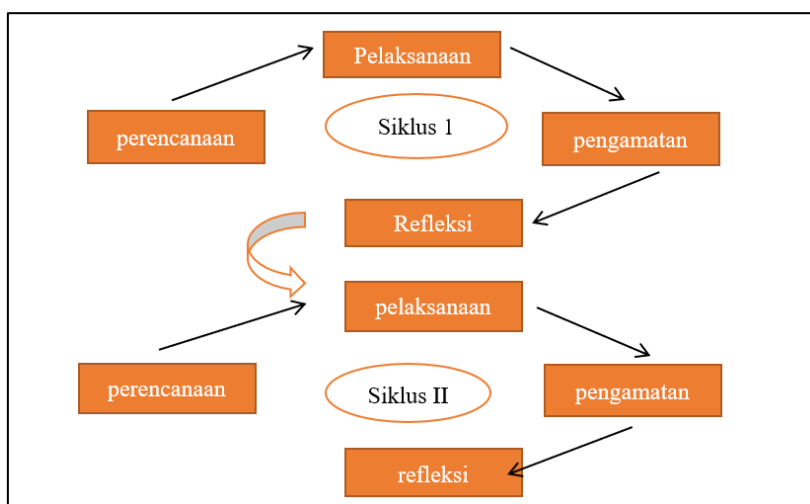 Pelaksanaan
perencanaan
Siklus 1
pengamatan
Refleksi
pelaksanaan
perencanaan
Siklus II
pengamatan
refleksi